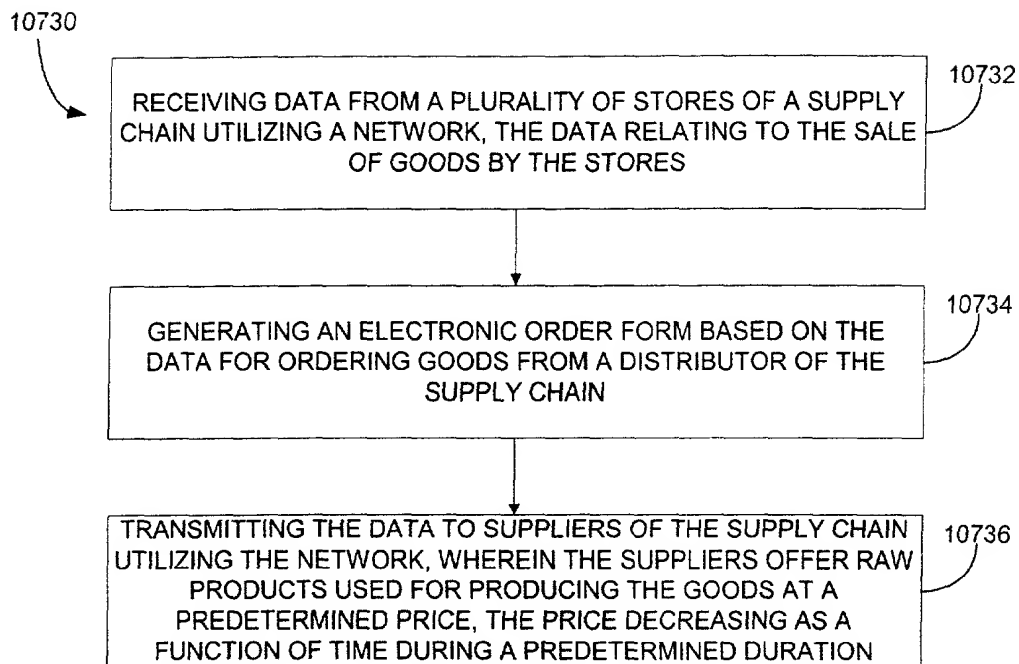 10730
10732
RECEIVING DATA FROM A PLURALITY OF STORES OF A SUPPLY
CHAIN UTILIZING A NETWORK, THE DATA RELATING TO THE SALE
OF GOODS BY THE STORES
10734
GENERATING AN ELECTRONIC ORDER FORM BASED ON THE
DATA FOR ORDERING GOODS FROM A DISTRIBUTOR OF THE
SUPPLY CHAIN
10736
TRANSMITTING THE DATA TO SUPPLIERS OF THE SUPPLY CHAIN
UTILIZING THE NETWORK, WHEREIN THE SUPPLIERS OFFER RAW
PRODUCTS USED FOR PRODUCING THE GOODS AT A
PREDETERMINED PRICE, THE PRICE DECREASING AS A
FUNCTION OF TIME DURING A PREDETERMINED DURATION